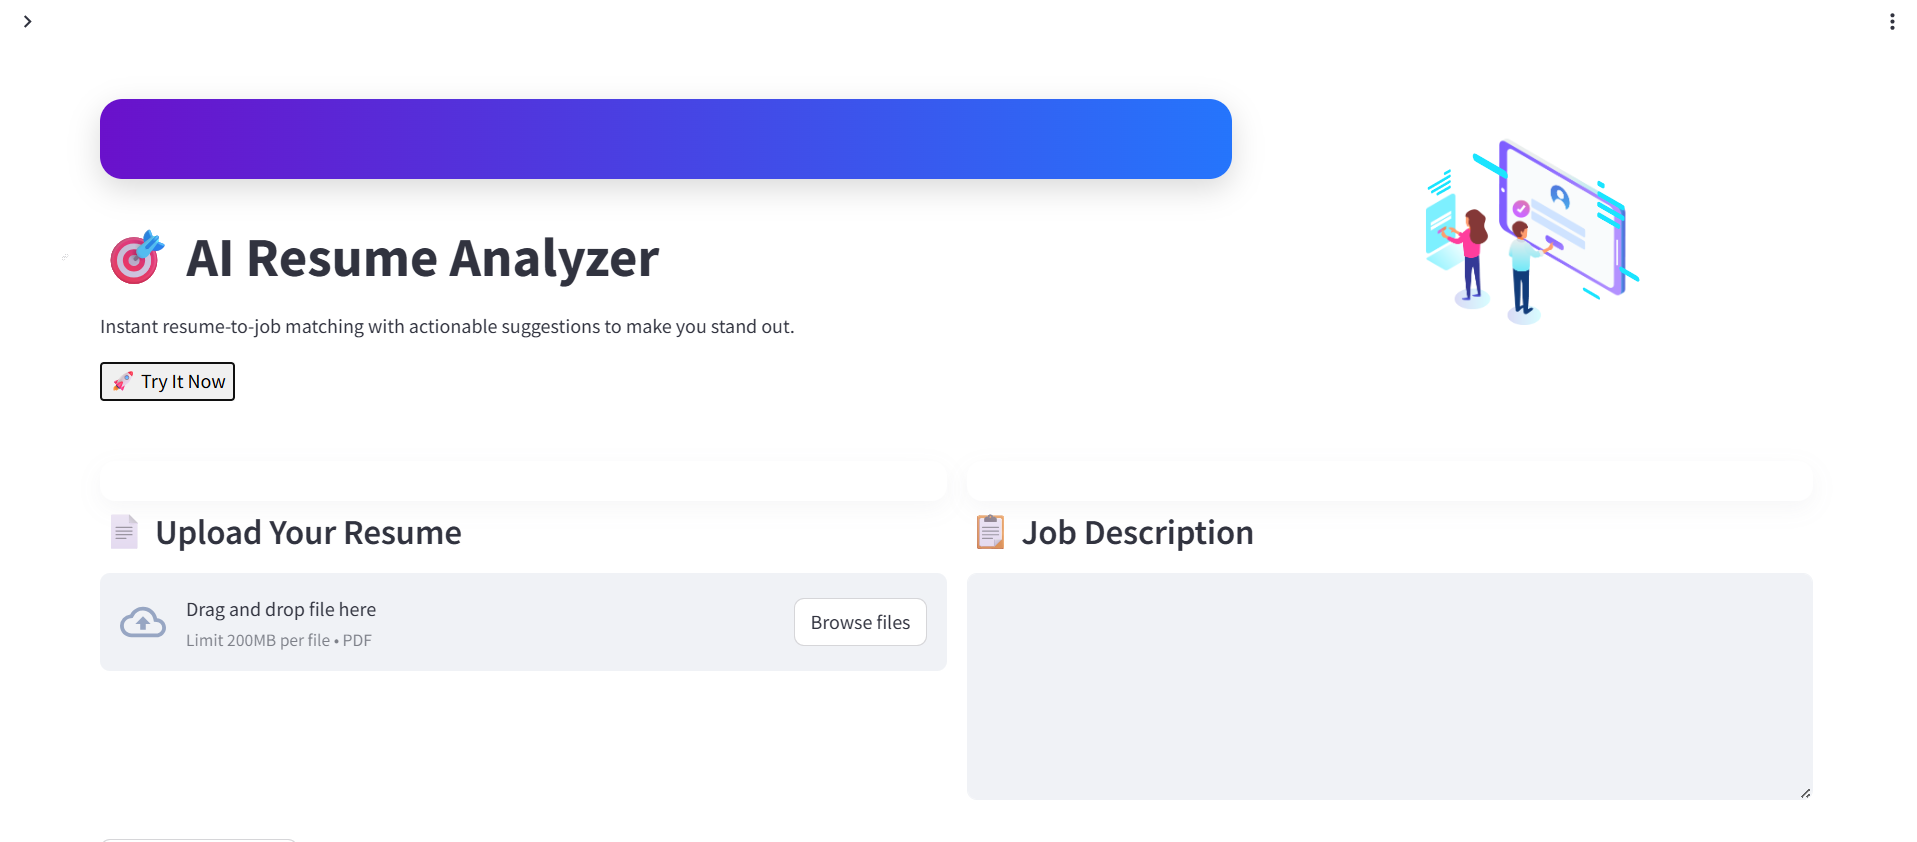 AI Resume Analyzer
Instant resume-to-job matching with actionable suggestions to make you stand out.
🚀 Try It Now
Upload Your Resume
Drag and drop file here
Limit 200MB per file • PDF
Browse files
Job Description